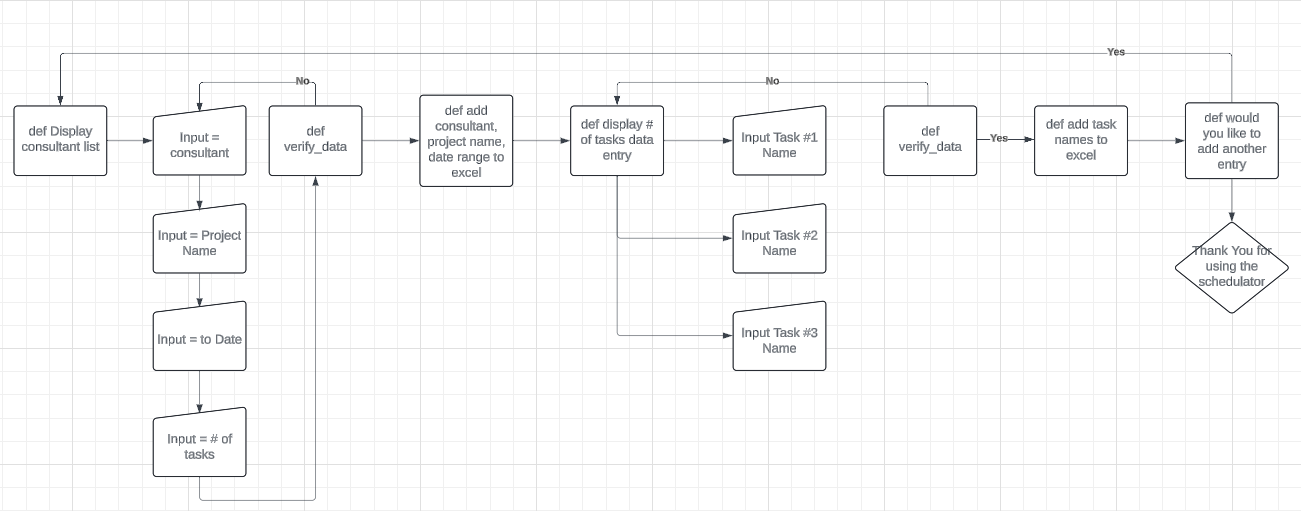 Yes
No
No
def Display
consultant list
Input =
consultant
def
verify_data
def add
consultant,
project name,
date range to
excel
def display #
of tasks data
entry
Input Task #1
Name
def
verify_data
Yes
def add task
names to
excel
def would
you like to
add another
entry
Input = Project
Name
Input Task #2
Name
Thank You for
using the
schedulator
Input = to Date
Input Task #3
Name
Input = # of
tasks